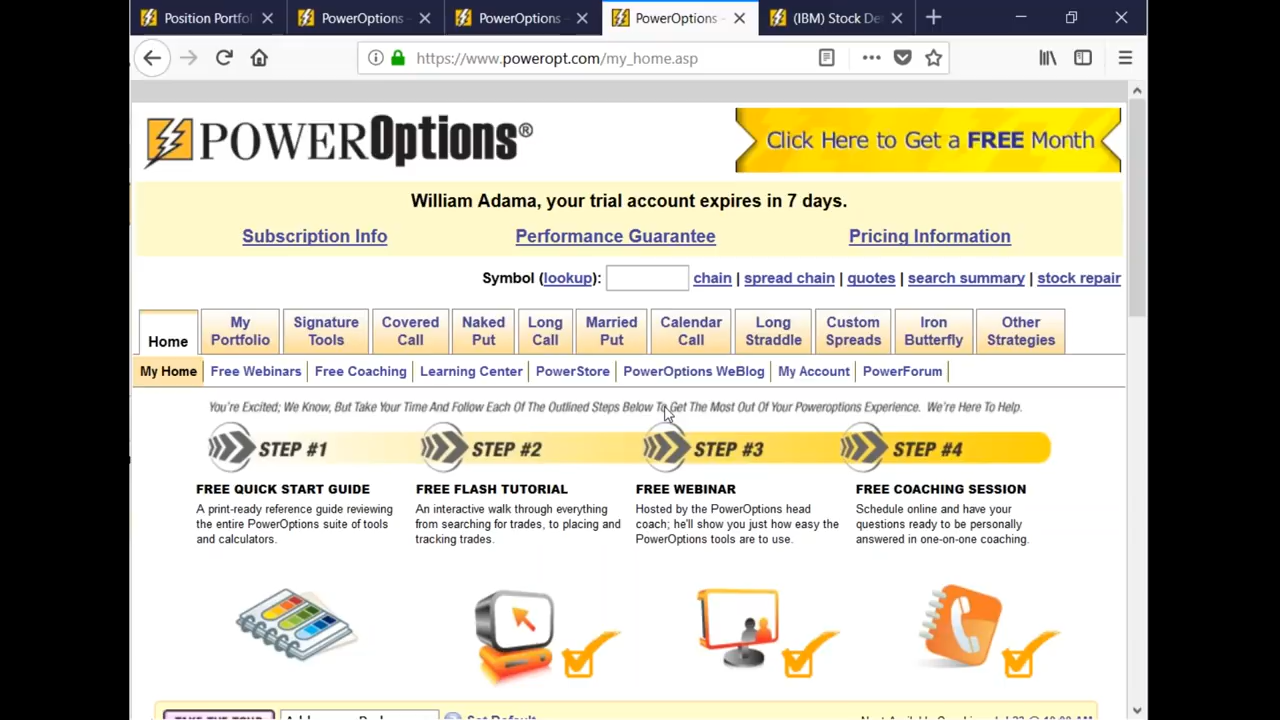 Position Portfo
PowerOptions
PowerOptions
PowerOptions
(IBM) Stock De
https://www.poweropt.com/my_home.asp
POWEROptions®
Click Here to Get a FREE Month
William Adama, your trial account expires in 7 days.
Subscription Info
Performance Guarantee
Pricing Information
Symbol (lookup): chain | spread chain | quotes | search summary | stock repair
Home
My Portfolio
Signature Tools
Covered Call
Naked Put
Long Call
Married Put
Calendar Call
Long Straddle
Custom Spreads
Iron Butterfly
Other Strategies
My Home | Free Webinars | Free Coaching | Learning Center | PowerStore | PowerOptions WeBlog | My Account | PowerForum |
You're Excited; We Know, But Take Your Time And Follow Each Of The Outlined Steps Below To Get The Most Out Of Your Poweroptions Experience. We're Here To Help.
STEP #1
STEP #2
STEP #3
STEP #4
FREE QUICK START GUIDE
A print-ready reference guide reviewing
the entire PowerOptions suite of tools
and calculators.
FREE FLASH TUTORIAL
An interactive walk through everything
from searching for trades, to placing and
tracking trades.
FREE WEBINAR
Hosted by the PowerOptions head
coach; he'll show you just how easy the
PowerOptions tools are to use.
FREE COACHING SESSION
Schedule online and have your
questions ready to be personally
answered in one-on-one coaching.
TAKE THE TOUR
Set Default